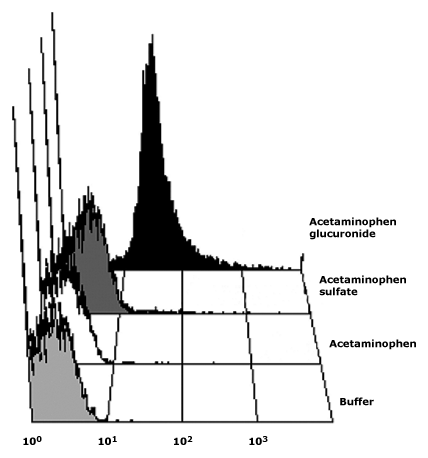 Acetaminophen
glucuronide
Acetaminophen
sulfate
Acetaminophen
Buffer
10⁰ 10¹ 10² 10³